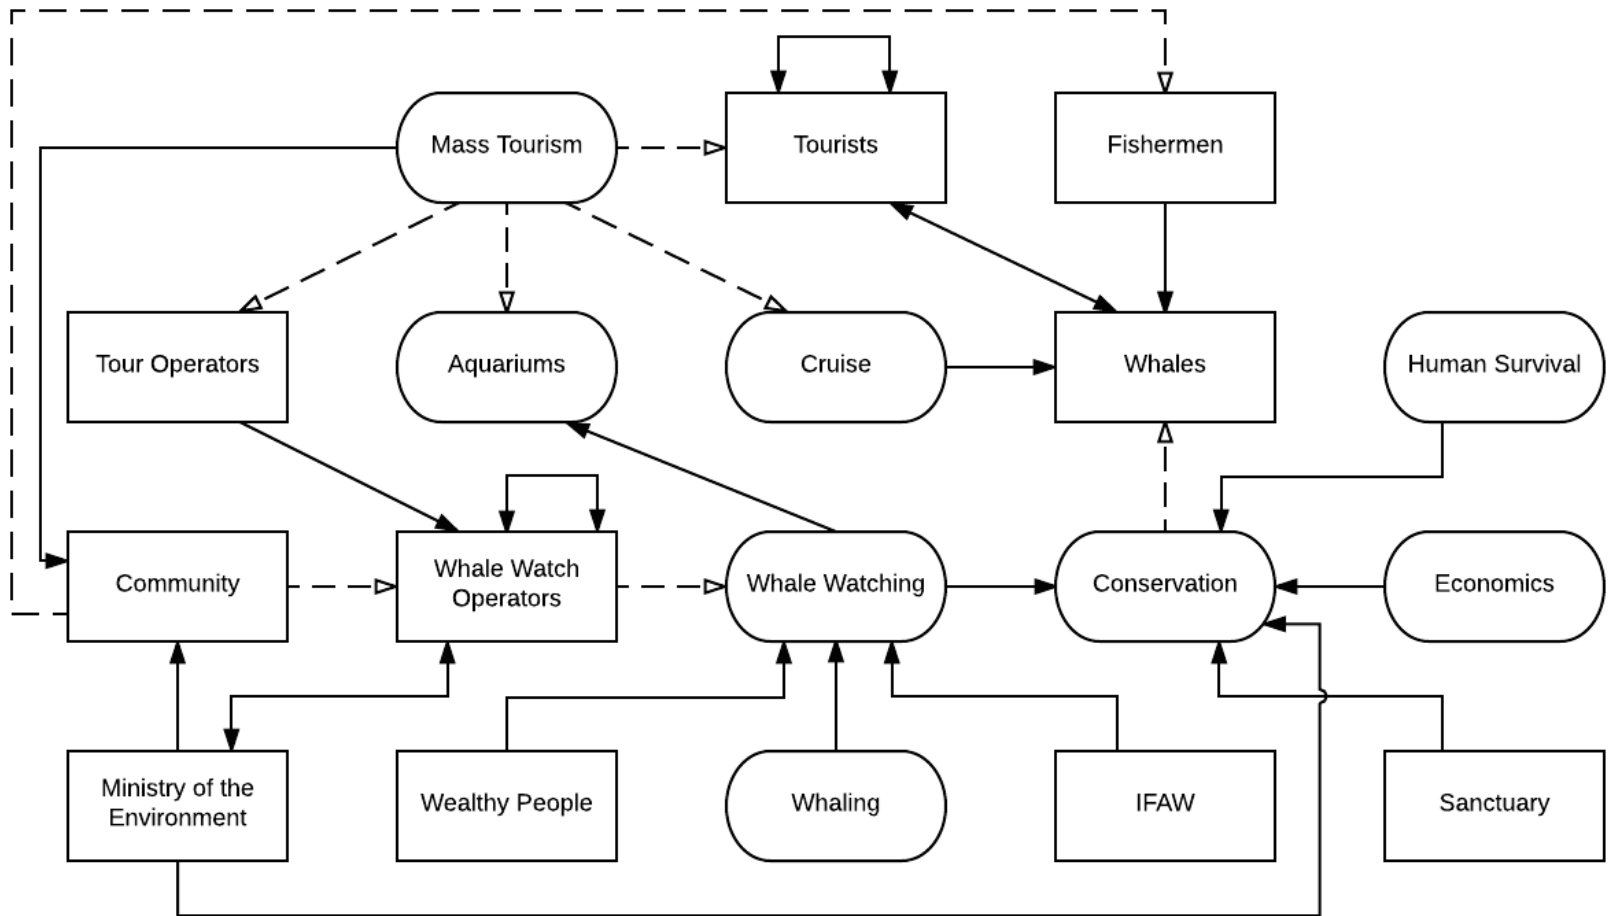 Mass Tourism
Tourists
Fishermen
Tour Operators
Aquariums
Cruise
Whales
Human Survival
Community
Whale Watch
Operators
Whale Watching
Conservation
Economics
Ministry of the
Environment
Wealthy People
Whaling
IFAW
Sanctuary